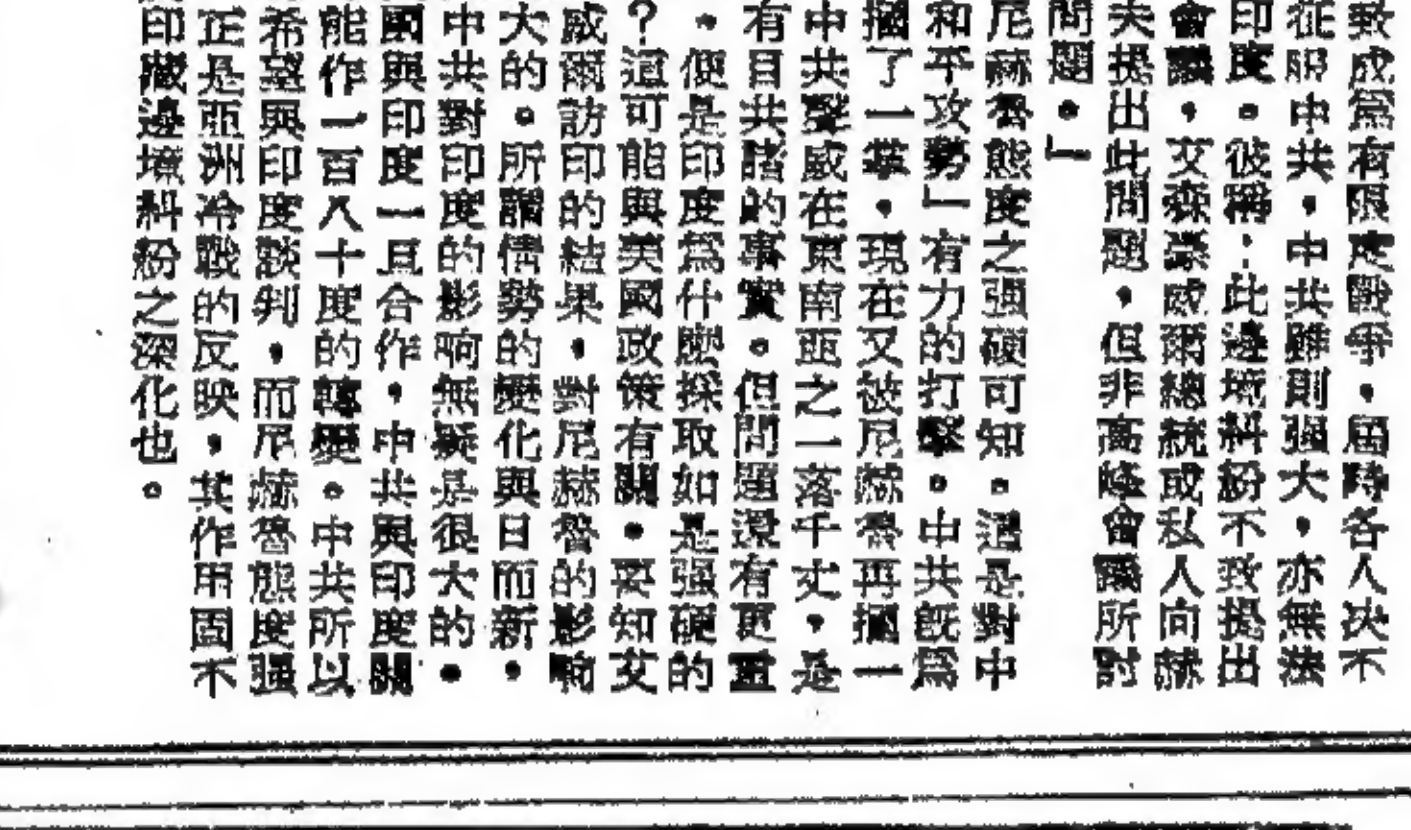 致成爲有限度戰爭，屆時各人决不
征服中共，中共雖則强大，亦無法
印度。彼稱：此邊境糾紛不致提出
會議，艾森豪威爾總統或私人向赫
夫提出此問題，但非高峰會議所討
問題。」
尼赫魯態度之强硬可知。這是對中
和平攻勢」有力的打擊。中共旣爲
摑了一掌，現在又被尼赫魯再摑一
中共聲威在東南亞之一落千丈，是
有目共諸的事實。但問題還有更重
，便是印度爲什麽採取如是强硬的
？這可能與美國政策有關。要知艾
威爾訪印的結果，對尼赫魯的影响
大的。所謂情勢的變化與日而新，
中共對印度的影响無疑是很大的。
國與印度一旦合作，中共與印度關
能作一百八十度的轉變。中共所以
希望與印度談判，而尼赫魯態度强
正是亞洲冷戰的反映，其作用固不
印藏邊境糾紛之深化也。